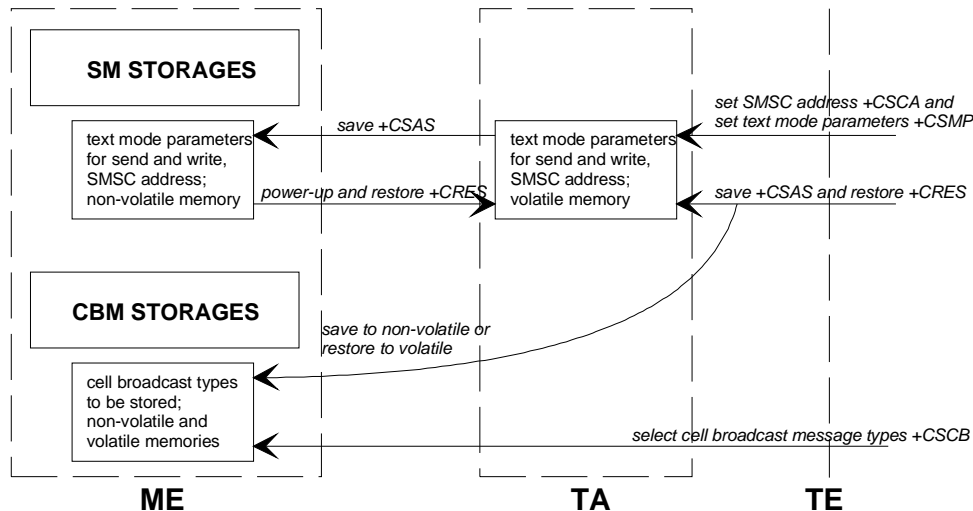 SM STORAGES
set SMSC address +CSCA and
set text mode parameters +CSMP
save +CSAS
text mode parameters
for send and write,
SMSC address;
non-volatile memory
text mode parameters
for send and write,
SMSC address;
volatile memory
power-up and restore +CRES
save +CSAS and restore +CRES
CBM STORAGES
save to non-volatile or
restore to volatile
cell broadcast types
to be stored;
non-volatile and
volatile memories
select cell broadcast message types +CSCB
ME
TA
TE